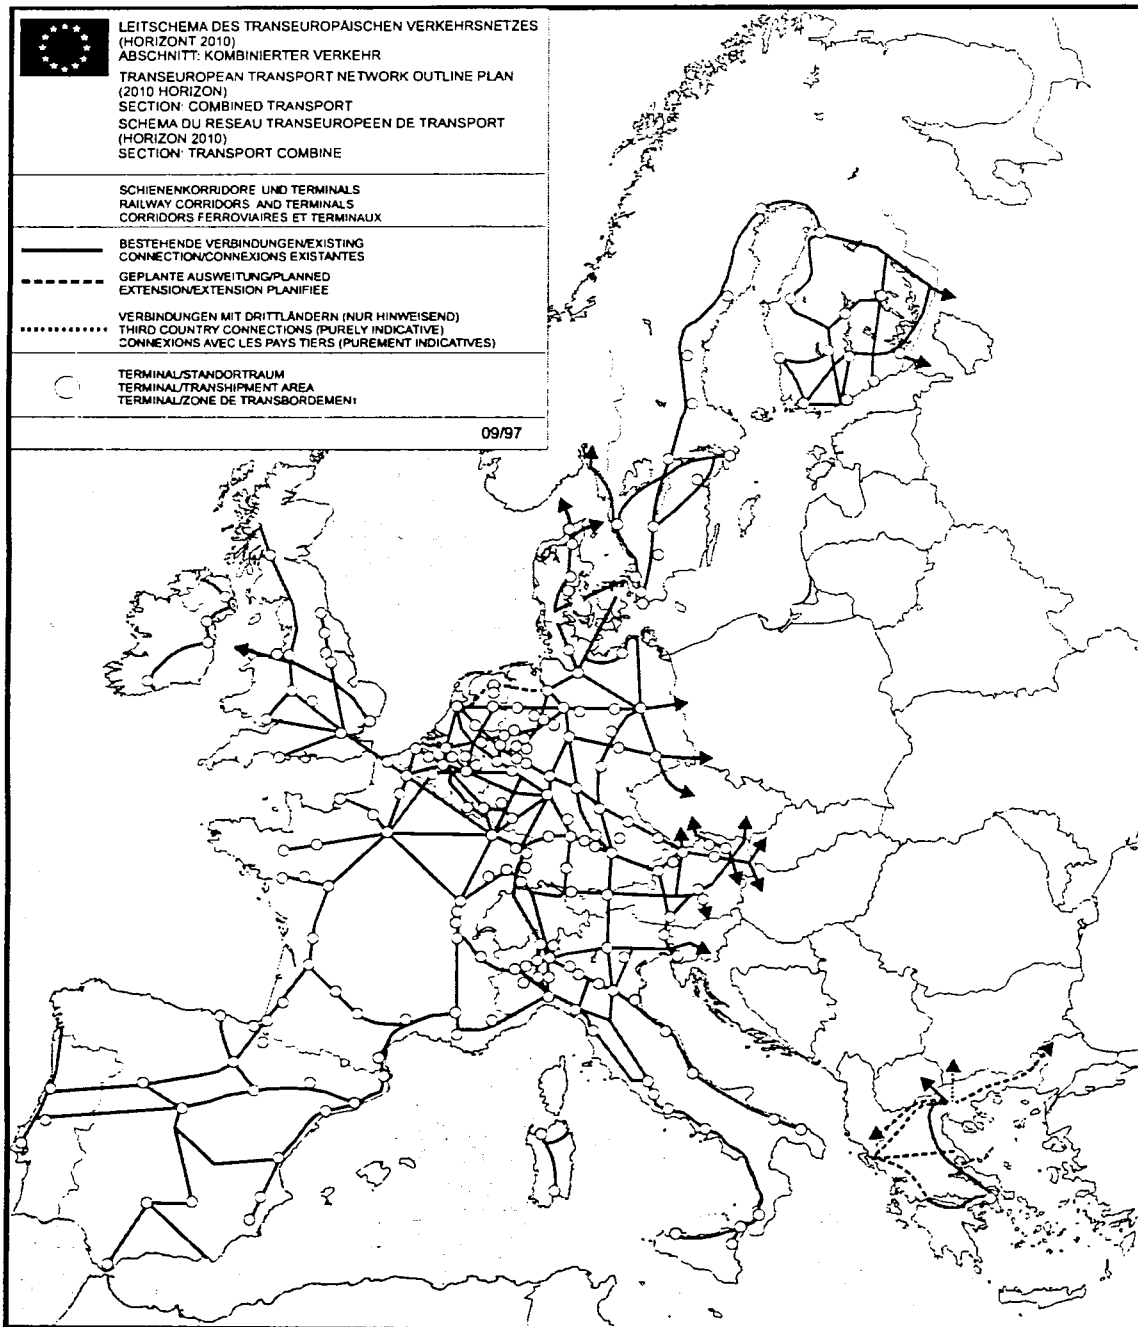 LEITSCHEMA DES TRANSEUROPÄISCHEN VERKEHRSNETZES
(HORIZONT 2010)
ABSCHNITT: KOMBINIERTER VERKEHR
TRANSEUROPEAN TRANSPORT NETWORK OUTLINE PLAN
(2010 HORIZON)
SECTION: COMBINED TRANSPORT
SCHEMA DU RESEAU TRANSEUROPEEN DE TRANSPORT
(HORIZON 2010)
SECTION: TRANSPORT COMBINE
SCHIENENKORRIDORE UND TERMINALS
RAILWAY CORRIDORS AND TERMINALS
CORRIDORS FERROVIAIRES ET TERMINAUX
BESTEHENDE VERBINDUNGEN/EXISTING
CONNECTION/CONNEXIONS EXISTANTES
GEPLANTE AUSWEITUNG/PLANNED
EXTENSION/EXTENSION PLANIFIEE
VERBINDUNGEN MIT DRITTLÄNDERN (NUR HINWEISEND)
THIRD COUNTRY CONNECTIONS (PURELY INDICATIVE)
CONNEXIONS AVEC LES PAYS TIERS (PUREMENT INDICATIVES)
TERMINAL/STANDORTRAUM
TERMINAL/TRANSHIPMENT AREA
TERMINAL/ZONE DE TRANSBORDEMENT
09/97